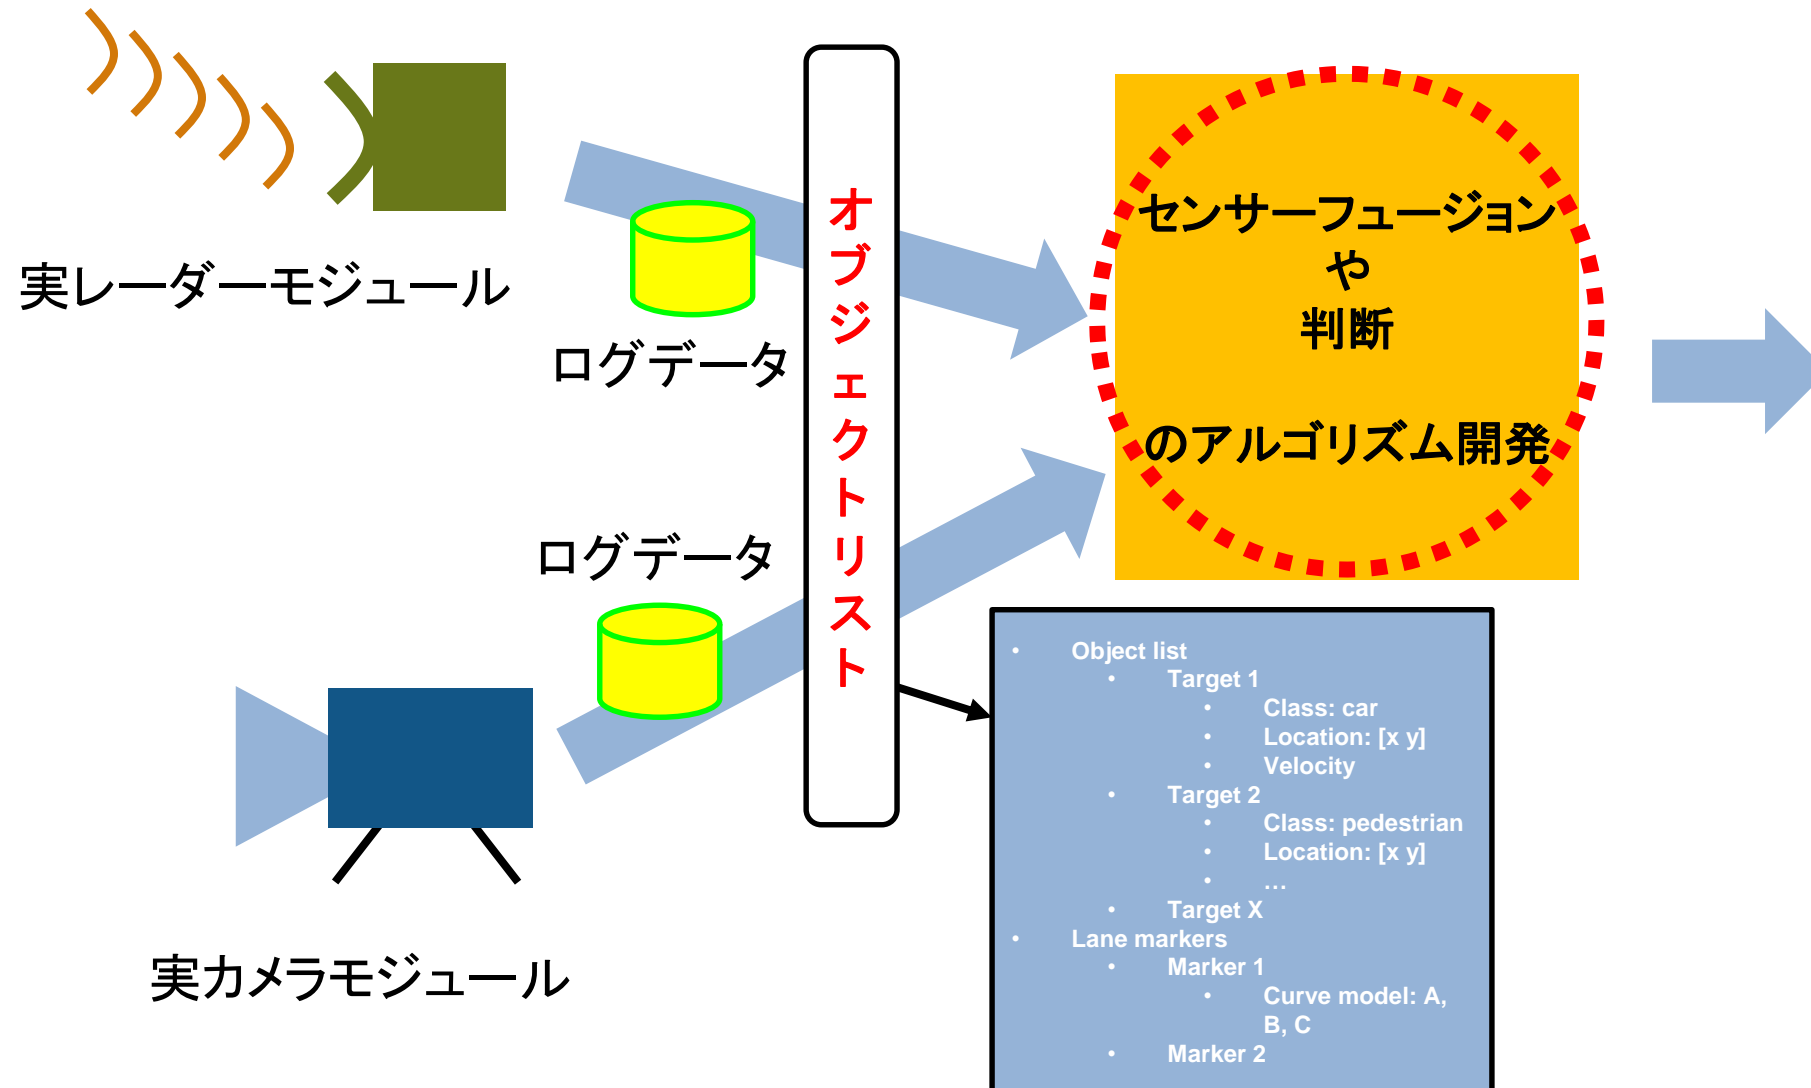 実レーダーモジュール
ログデータ
オブジェクトリスト
センサーフュージョン
や
判断
のアルゴリズム開発
ログデータ
実カメラモジュール
• Object list
• Target 1
• Class: car
• Location: [x y]
• Velocity
• Target 2
• Class: pedestrian
• Location: [x y]
• …
• Target X
• Lane markers
• Marker 1
• Curve model: A,
B, C
• Marker 2